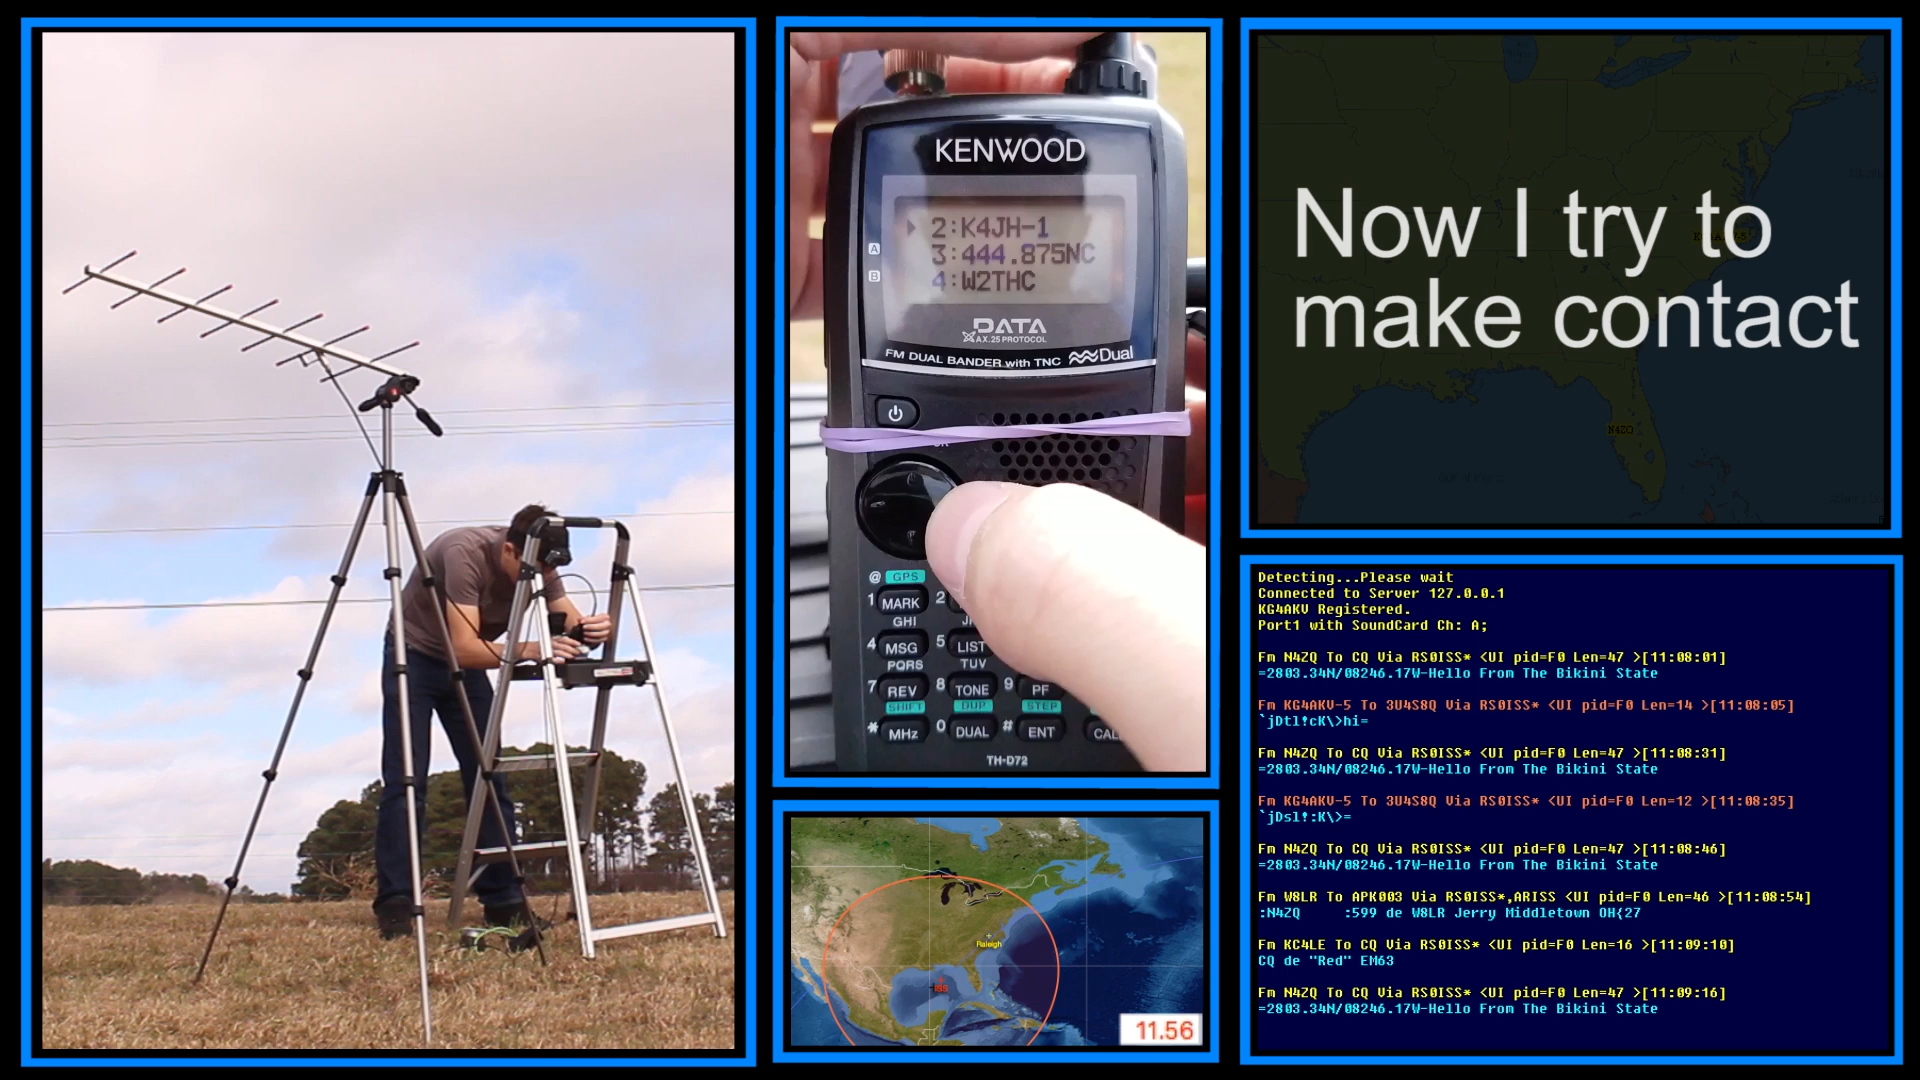 KENWOOD
2:K4JH-1
A
3:444.875NC
B
4:W2THC
DATA
AX.25 PROTOCOL
FM DUAL BANDER with TNC Dual
@ GPS
1 MARK 2
GHI
4 MSG 5 LIST
PQRS TUV
7 REV 8 TONE 9 PF
SHIFT DUP STEP
* MHz 0 DUAL # ENT
TH-D72
Raleigh
ISS
11.56
Now I try to
make contact
N4ZQ
Detecting...Please wait
Connected to Server 127.0.0.1
KG4AKV Registered.
Port1 with SoundCard Ch: A;
Fm N4ZQ To CQ Via RS0ISS* <UI pid=F0 Len=47 >[11:08:01]
=2803.34N/08246.17W-Hello From The Bikini State
Fm KG4AKV-5 To 3U4S8Q Via RS0ISS* <UI pid=F0 Len=14 >[11:08:05]
`jDtl!cK\>hi=
Fm N4ZQ To CQ Via RS0ISS* <UI pid=F0 Len=47 >[11:08:31]
=2803.34N/08246.17W-Hello From The Bikini State
Fm KG4AKV-5 To 3U4S8Q Via RS0ISS* <UI pid=F0 Len=12 >[11:08:35]
`jDsl!:K\>=
Fm N4ZQ To CQ Via RS0ISS* <UI pid=F0 Len=47 >[11:08:46]
=2803.34N/08246.17W-Hello From The Bikini State
Fm W8LR To APK003 Via RS0ISS*,ARISS <UI pid=F0 Len=46 >[11:08:54]
:N4ZQ     :599 de W8LR Jerry Middletown OH{27
Fm KC4LE To CQ Via RS0ISS* <UI pid=F0 Len=16 >[11:09:10]
CQ de "Red" EM63
Fm N4ZQ To CQ Via RS0ISS* <UI pid=F0 Len=47 >[11:09:16]
=2803.34N/08246.17W-Hello From The Bikini State